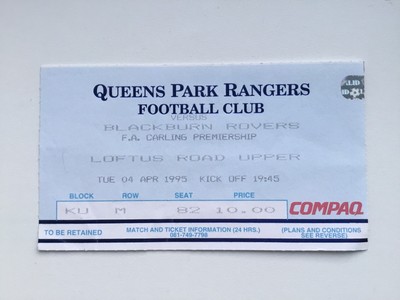 QUEENS PARK RANGERS
FOOTBALL CLUB
VERSUS
BLACKBURN ROVERS
F.A. CARLING PREMIERSHIP
LOFTUS ROAD UPPER
TUE 04 APR 1995 KICK OFF 19:45
BLOCK ROW SEAT PRICE
KU M 82 10.00 COMPAQ
TO BE RETAINED
MATCH AND TICKET INFORMATION (24 HRS.)
081-749-7798
(PLANS AND CONDITIONS
SEE REVERSE)